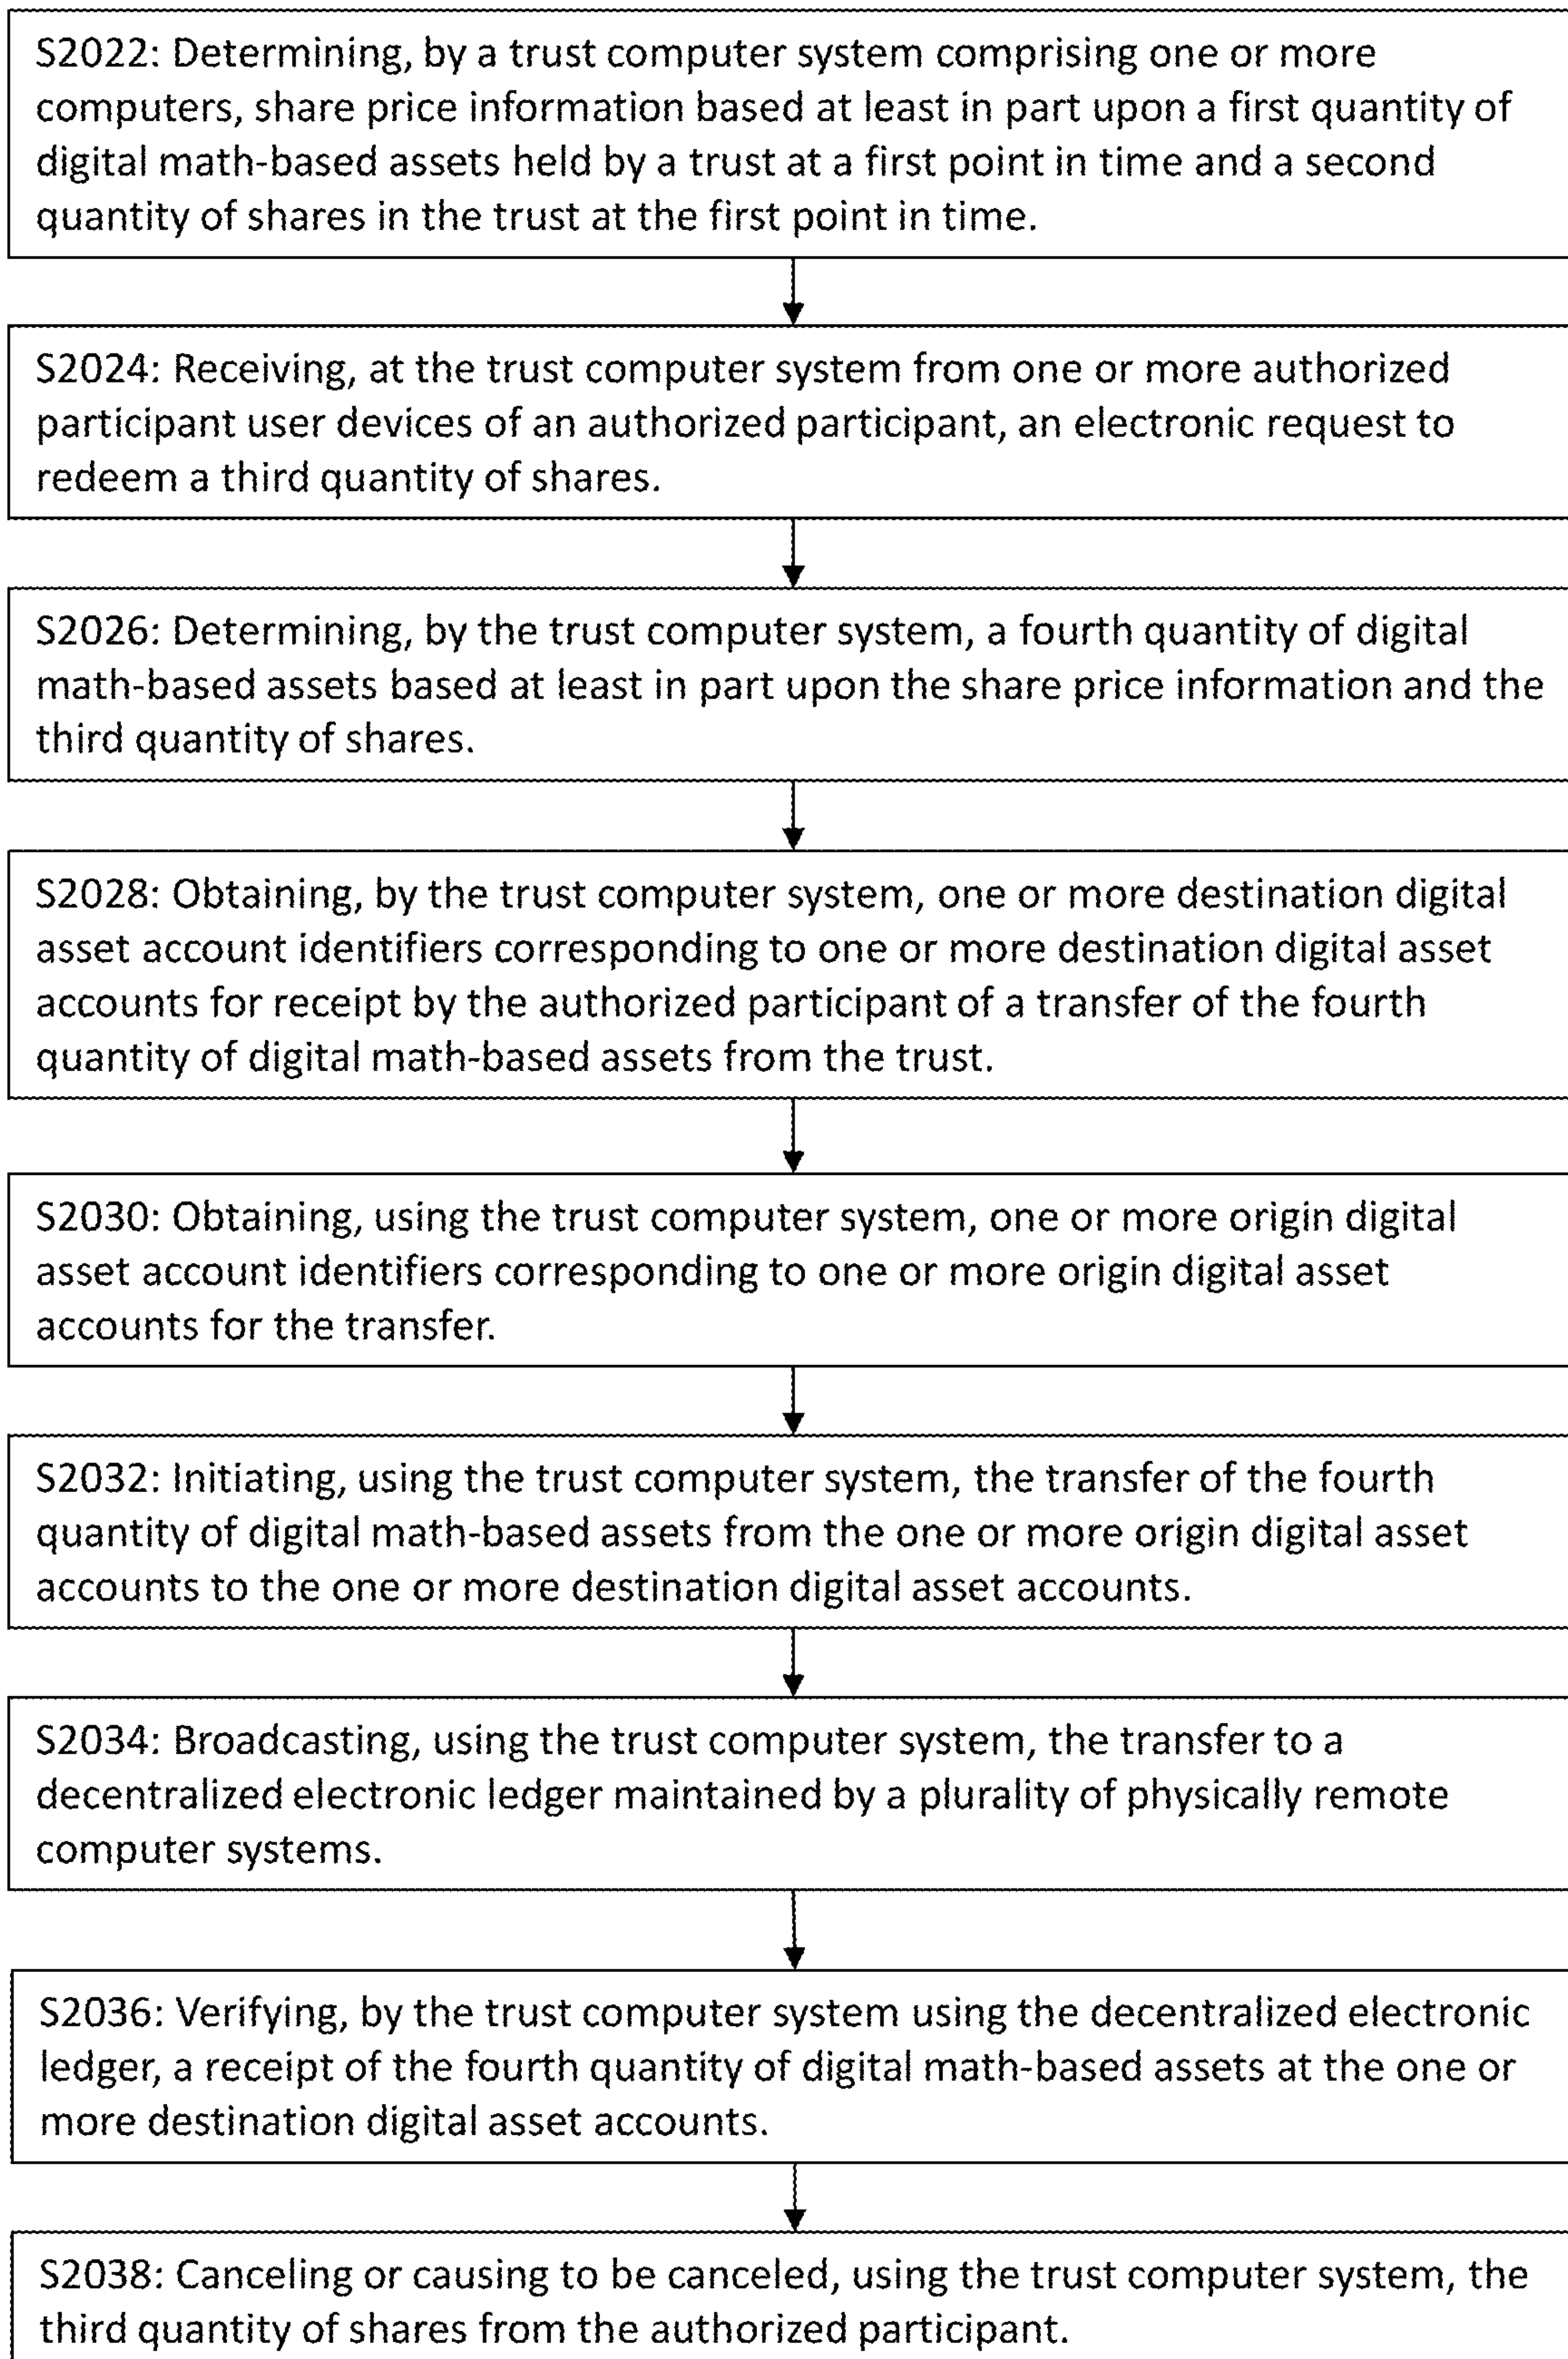 S2022: Determining, by a trust computer system comprising one or more
computers, share price information based at least in part upon a first quantity of
digital math-based assets held by a trust at a first point in time and a second
quantity of shares in the trust at the first point in time.
S2024: Receiving, at the trust computer system from one or more authorized
participant user devices of an authorized participant, an electronic request to
redeem a third quantity of shares.
S2026: Determining, by the trust computer system, a fourth quantity of digital
math-based assets based at least in part upon the share price information and the
third quantity of shares.
S2028: Obtaining, by the trust computer system, one or more destination digital
asset account identifiers corresponding to one or more destination digital asset
accounts for receipt by the authorized participant of a transfer of the fourth
quantity of digital math-based assets from the trust.
S2030: Obtaining, using the trust computer system, one or more origin digital
asset account identifiers corresponding to one or more origin digital asset
accounts for the transfer.
S2032: Initiating, using the trust computer system, the transfer of the fourth
quantity of digital math-based assets from the one or more origin digital asset
accounts to the one or more destination digital asset accounts.
S2034: Broadcasting, using the trust computer system, the transfer to a
decentralized electronic ledger maintained by a plurality of physically remote
computer systems.
S2036: Verifying, by the trust computer system using the decentralized electronic
ledger, a receipt of the fourth quantity of digital math-based assets at the one or
more destination digital asset accounts.
S2038: Canceling or causing to be canceled, using the trust computer system, the
third quantity of shares from the authorized participant.